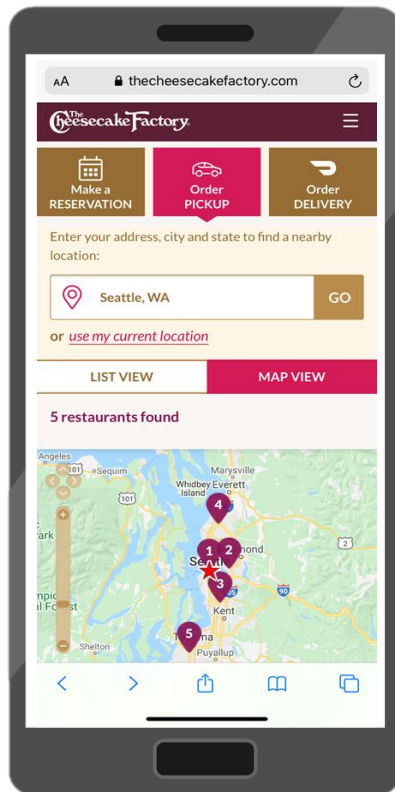 AA thecheesecakefactory.com
The Cheesecake Factory
Make a
RESERVATION
Order
PICKUP
Order
DELIVERY
Enter your address, city and state to find a nearby
location:
Seattle, WA
GO
or use my current location
LIST VIEW
MAP VIEW
5 restaurants found
Angeles
101
Sequim
Marysville
Whidbey
Island
Everett
101
4
2
1
2
mond
3
90
Kent
5
Puyallup
Shelton